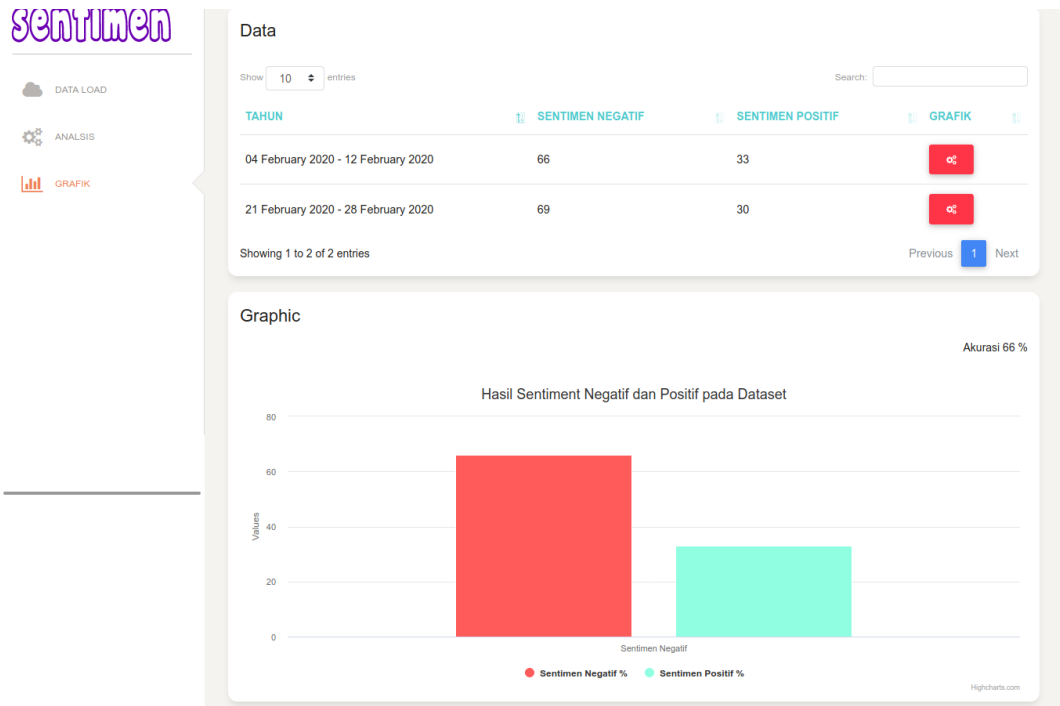 sentimen
DATA LOAD
ANALSIS
GRAFIK
Data
Show 10 entries
Search:
TAHUN SENTIMEN NEGATIF SENTIMEN POSITIF GRAFIK
04 February 2020 - 12 February 2020 66 33
21 February 2020 - 28 February 2020 69 30
Showing 1 to 2 of 2 entries
Previous 1 Next
Graphic
Akurasi 66 %
Hasil Sentiment Negatif dan Positif pada Dataset
Values
80
60
40
20
0
Sentimen Negatif
Sentimen Negatif % Sentimen Positif %
Highcharts.com